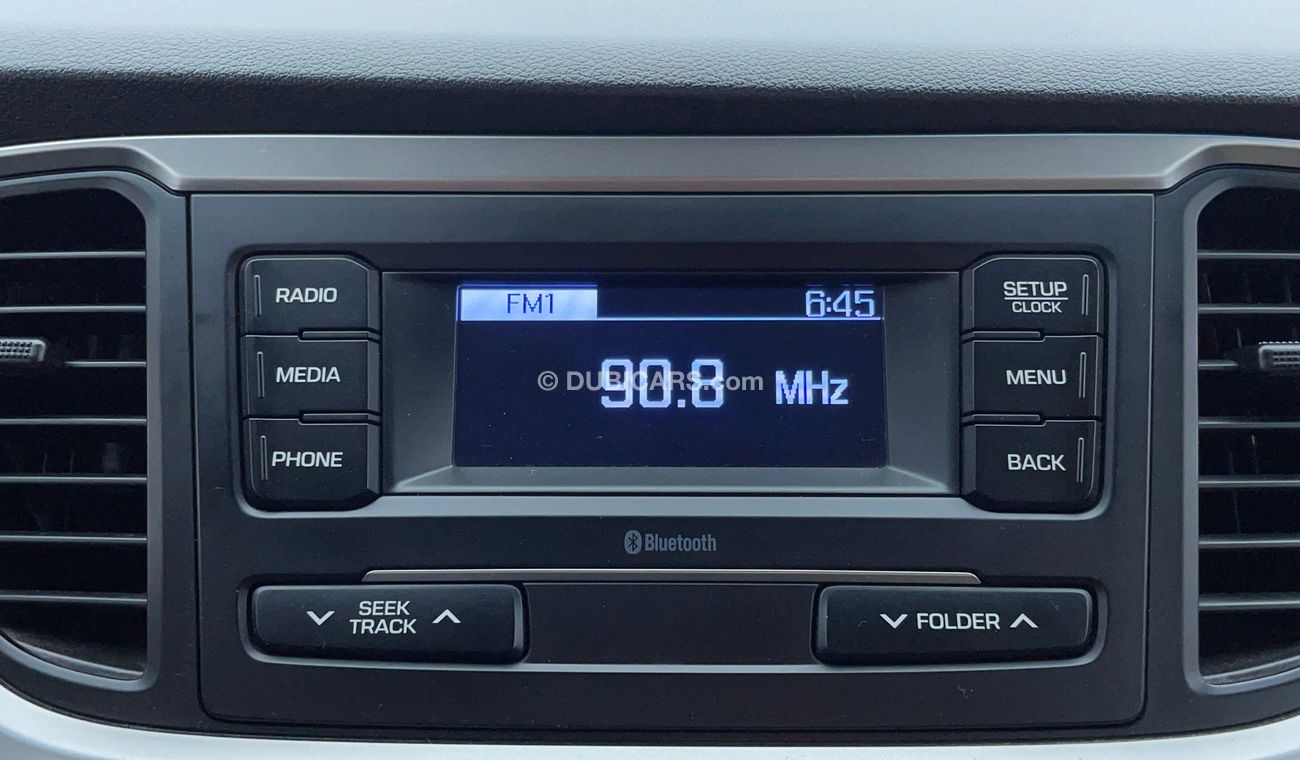 RADIO
MEDIA
PHONE
FM1 6:45
90.8 MHz
© DUBICARS.com
SETUP
CLOCK
MENU
BACK
Bluetooth
SEEK
TRACK
FOLDER